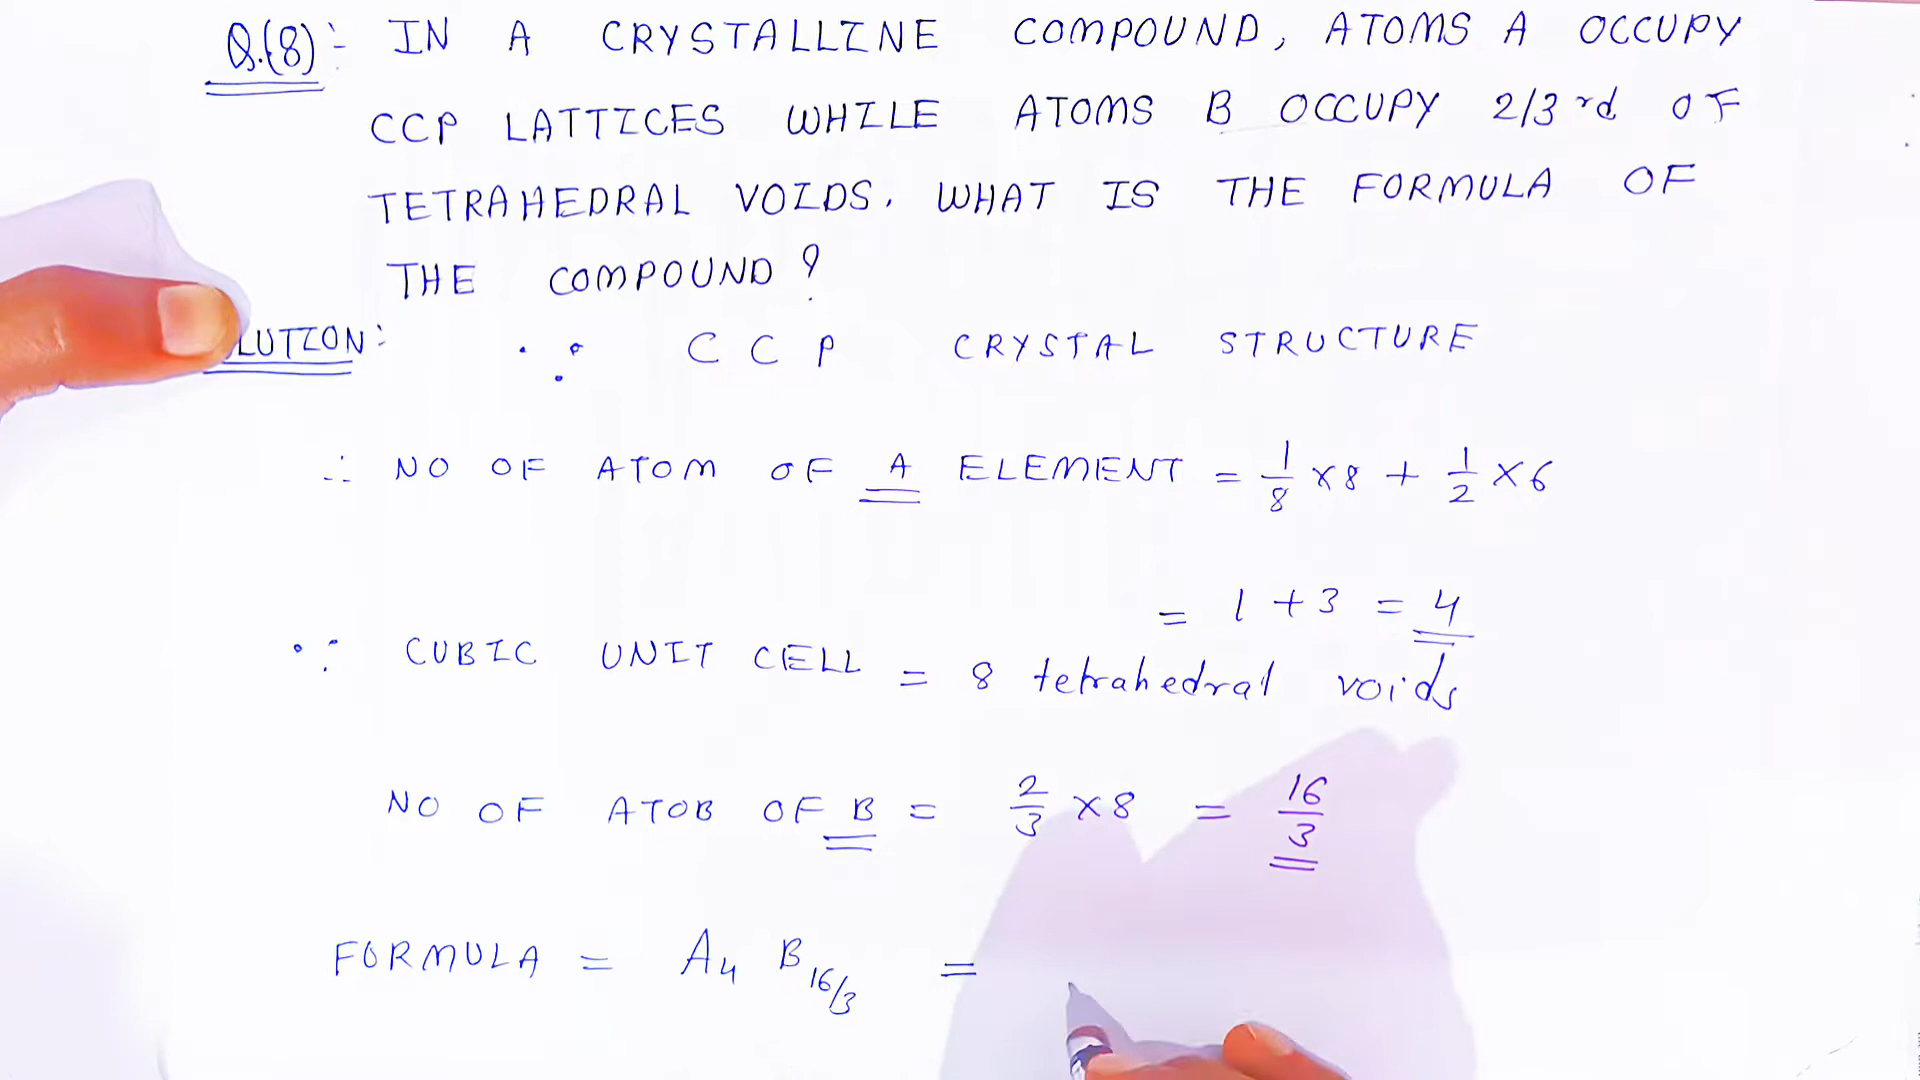 Q.(8):- IN A CRYSTALLINE COMPOUND, ATOMS A OCCUPY
CCP LATTICES WHILE ATOMS B OCCUPY 2/3rd OF
TETRAHEDRAL VOIDS. WHAT IS THE FORMULA OF
THE COMPOUND?
LUTION: ∵ CCP CRYSTAL STRUCTURE
∴ NO OF ATOM OF A ELEMENT = 1/8 × 8 + 1/2 × 6
= 1 + 3 = 4
∵ CUBIC UNIT CELL = 8 tetrahedral voids
NO OF ATOB OF B = 2/3 × 8 = 16/3
FORMULA = A4 B16/3 =